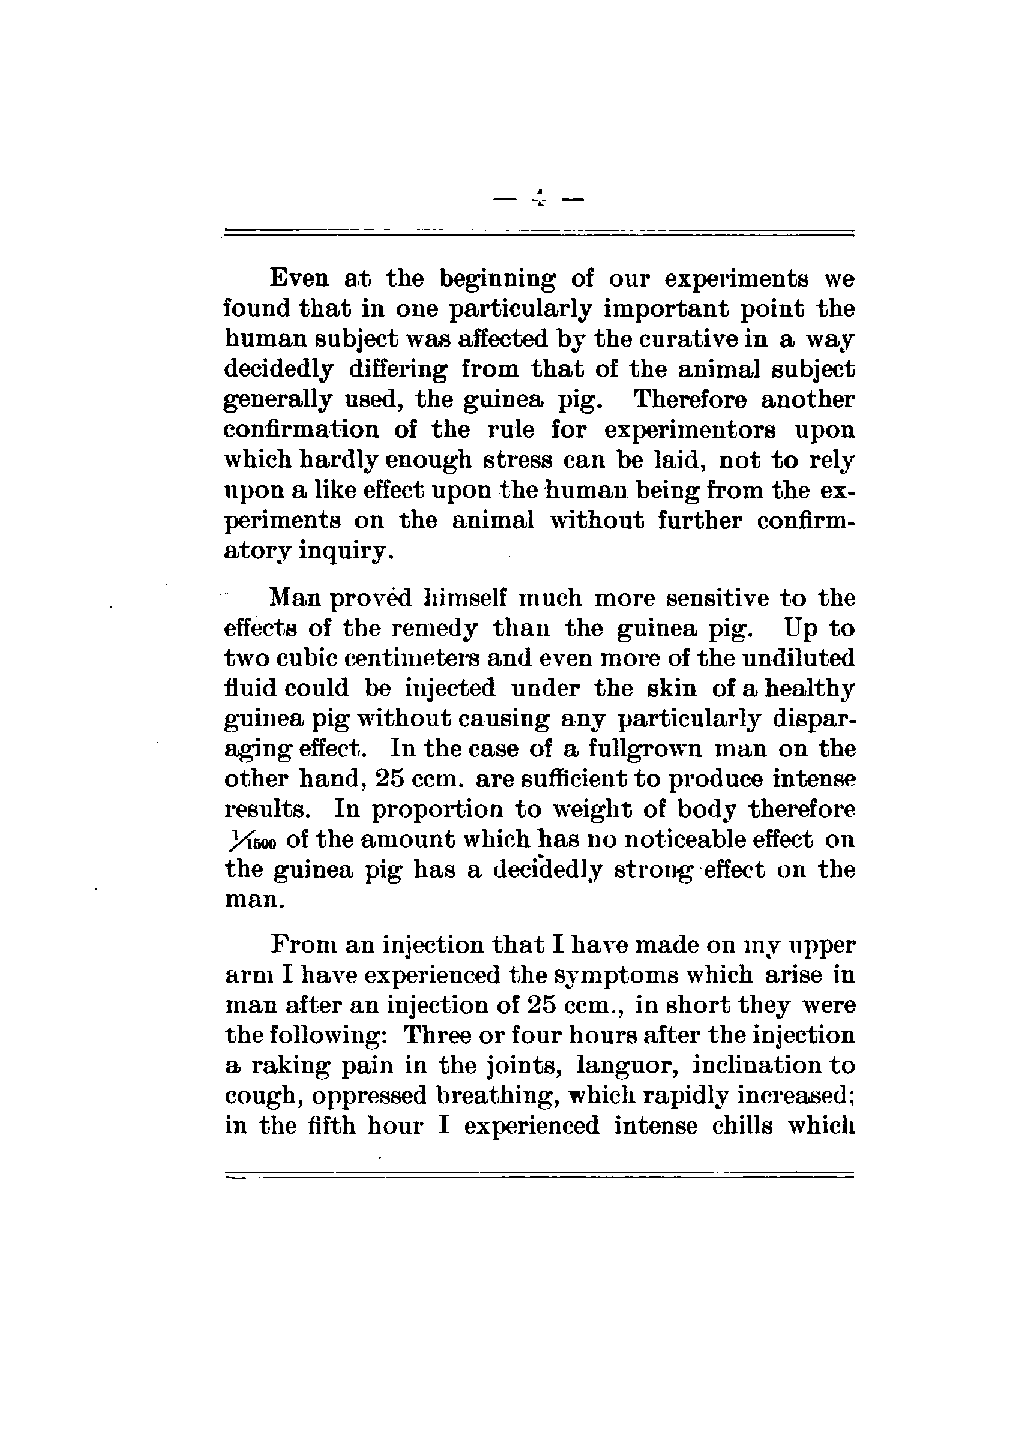 — 4 —
Even at the beginning of our experiments we
found that in one particularly important point the
human subject was affected by the curative in a way
decidedly differing from that of the animal subject
generally used, the guinea pig. Therefore another
confirmation of the rule for experimentors upon
which hardly enough stress can be laid, not to rely
upon a like effect upon the human being from the ex-
periments on the animal without further confirm-
atory inquiry.
Man proved himself much more sensitive to the
effects of the remedy than the guinea pig. Up to
two cubic centimeters and even more of the undiluted
fluid could be injected under the skin of a healthy
guinea pig without causing any particularly dispar-
aging effect. In the case of a fullgrown man on the
other hand, 25 ccm. are sufficient to produce intense
results. In proportion to weight of body therefore
1/1500 of the amount which has no noticeable effect on
the guinea pig has a decidedly strong effect on the
man.
From an injection that I have made on my upper
arm I have experienced the symptoms which arise in
man after an injection of 25 ccm., in short they were
the following: Three or four hours after the injection
a raking pain in the joints, languor, inclination to
cough, oppressed breathing, which rapidly increased;
in the fifth hour I experienced intense chills which